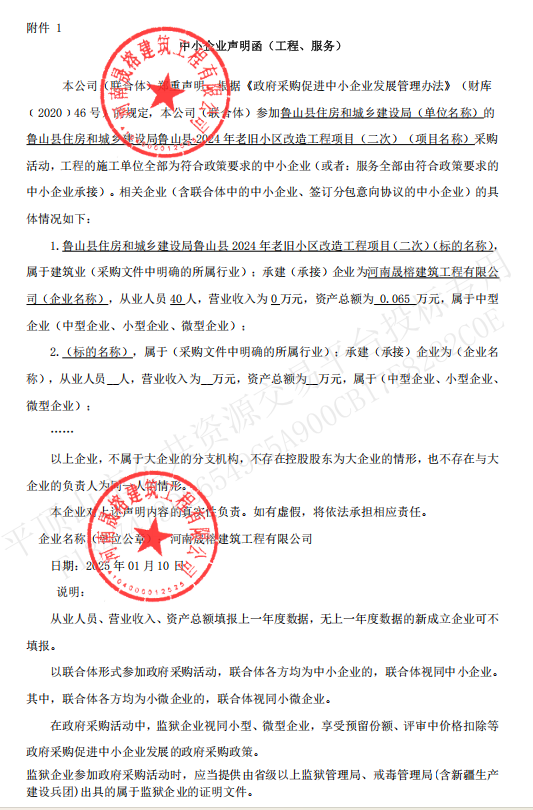 附件 1
中小企业声明函（工程、服务）
本公司（联合体）郑重声明，根据《政府采购促进中小企业发展管理办法》（财库
﹝2020﹞46 号）的规定，本公司（联合体）参加鲁山县住房和城乡建设局（单位名称）的
鲁山县住房和城乡建设局鲁山县 2024 年老旧小区改造工程项目（二次）（项目名称）采购
活动，工程的施工单位全部为符合政策要求的中小企业（或者：服务全部由符合政策要求的
中小企业承接）。相关企业（含联合体中的中小企业、签订分包意向协议的中小企业）的具
体情况如下：
1.鲁山县住房和城乡建设局鲁山县 2024 年老旧小区改造工程项目（二次）（标的名称），
属于建筑业（采购文件中明确的所属行业）；承建（承接）企业为河南晟榕建筑工程有限公
司（企业名称），从业人员 40 人，营业收入为 0 万元，资产总额为 0.065 万元，属于中型
企业（中型企业、小型企业、微型企业）；
2.（标的名称），属于（采购文件中明确的所属行业）；承建（承接）企业为（企业名
称），从业人员__人，营业收入为__万元，资产总额为__万元，属于（中型企业、小型企业、
微型企业）；
……
以上企业，不属于大企业的分支机构，不存在控股股东为大企业的情形，也不存在与大
企业的负责人为同一人的情形。
本企业对上述声明内容的真实性负责。如有虚假，将依法承担相应责任。
企业名称（单位公章）：河南晟榕建筑工程有限公司
日期：2025 年 01 月 10 日
说明：
从业人员、营业收入、资产总额填报上一年度数据，无上一年度数据的新成立企业可不
填报。
以联合体形式参加政府采购活动，联合体各方均为中小企业的，联合体视同中小企业。
其中，联合体各方均为小微企业的，联合体视同小微企业。
在政府采购活动中，监狱企业视同小型、微型企业，享受预留份额、评审中价格扣除等
政府采购促进中小企业发展的政府采购政策。
监狱企业参加政府采购活动时，应当提供由省级以上监狱管理局、戒毒管理局(含新疆生产
建设兵团)出具的属于监狱企业的证明文件。
河南晟榕建筑工程有限公司
河南晟榕建筑工程有限公司
4104000012525